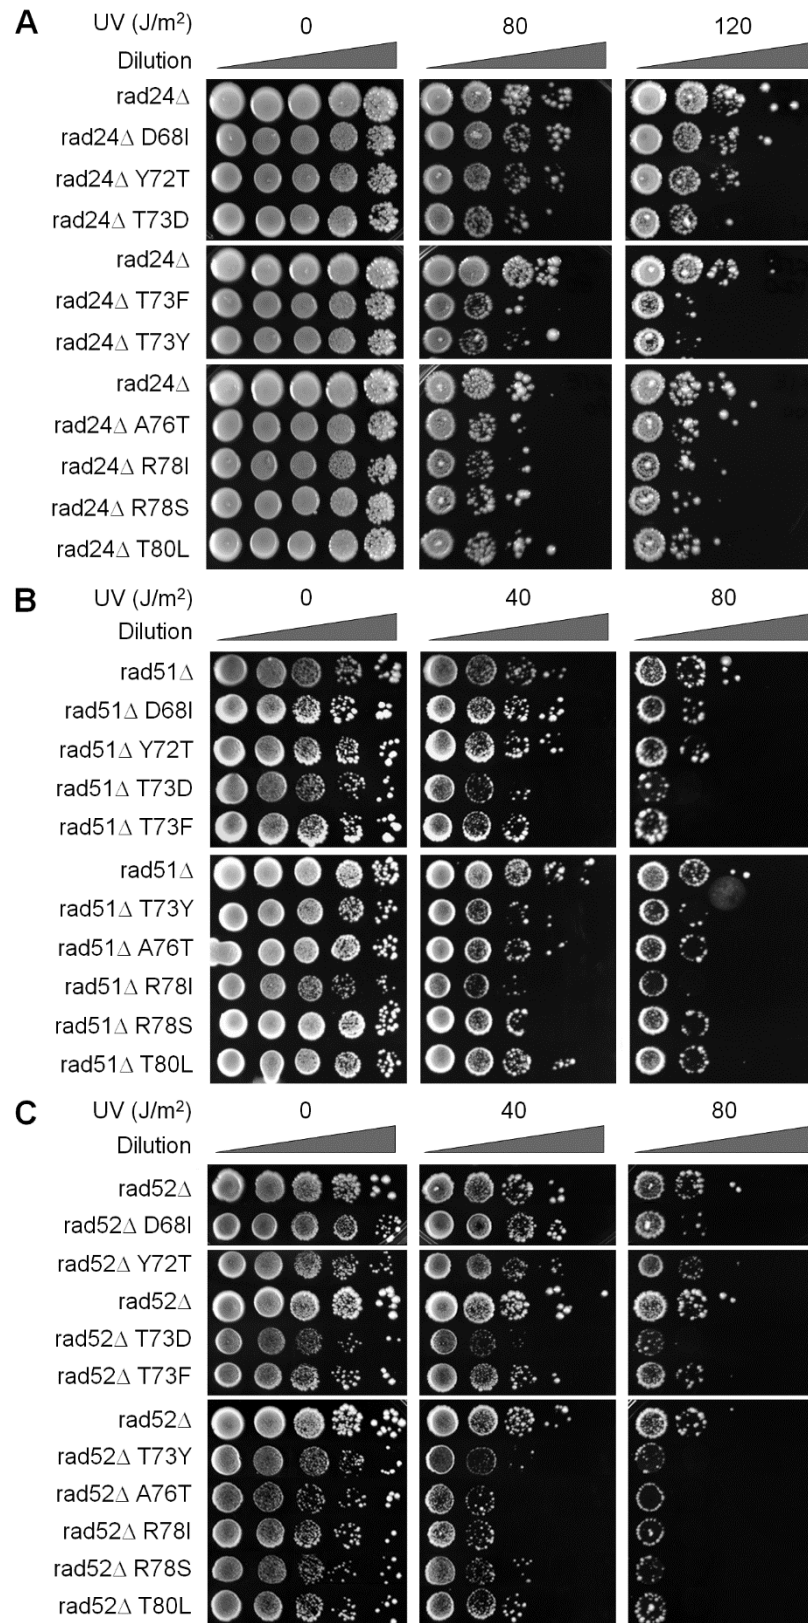 A UV (J/m²) 0 80 120
Dilution
rad24Δ
rad24Δ D68I
rad24Δ Y72T
rad24Δ T73D
rad24Δ
rad24Δ T73F
rad24Δ T73Y
rad24Δ
rad24Δ A76T
rad24Δ R78I
rad24Δ R78S
rad24Δ T80L
B UV (J/m²) 0 40 80
Dilution
rad51Δ
rad51Δ D68I
rad51Δ Y72T
rad51Δ T73D
rad51Δ T73F
rad51Δ
rad51Δ T73Y
rad51Δ A76T
rad51Δ R78I
rad51Δ R78S
rad51Δ T80L
C UV (J/m²) 0 40 80
Dilution
rad52Δ
rad52Δ D68I
rad52Δ Y72T
rad52Δ
rad52Δ T73D
rad52Δ T73F
rad52Δ
rad52Δ T73Y
rad52Δ A76T
rad52Δ R78I
rad52Δ R78S
rad52Δ T80L